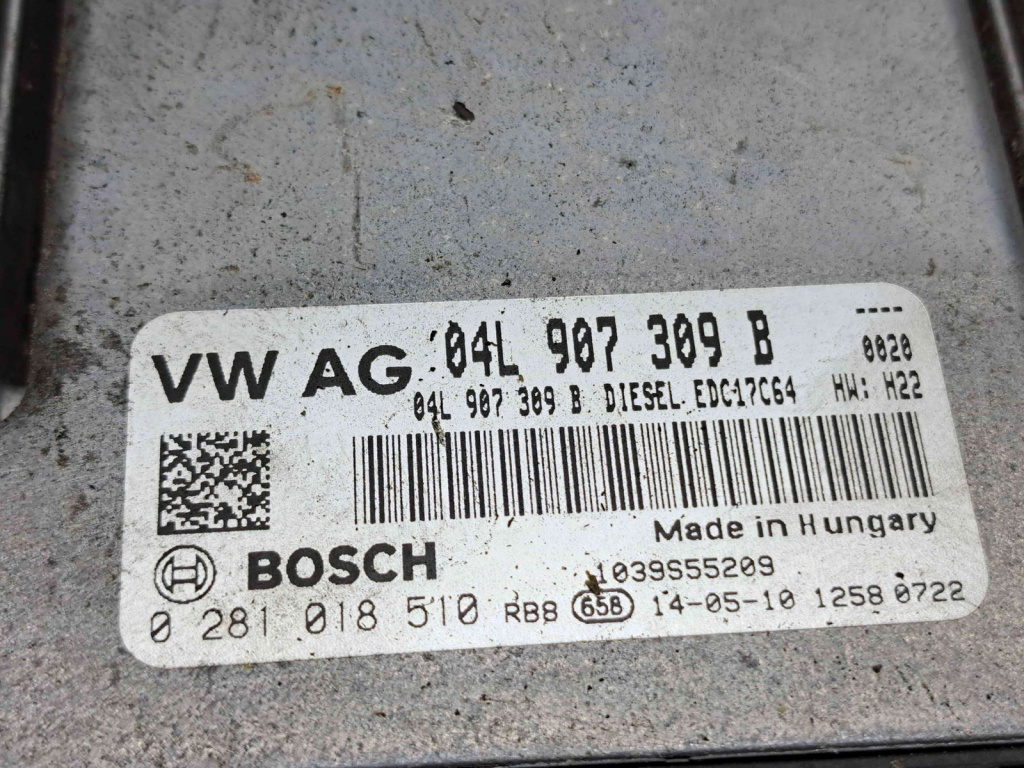 VW AG 04L 907 309 B ----
0020
04L 907 309 B DIESEL EDC17C64 HW: H22
Made in Hungary
BOSCH 1039S55209
0 281 018 510 RB8 658 14-05-10 1258 0722